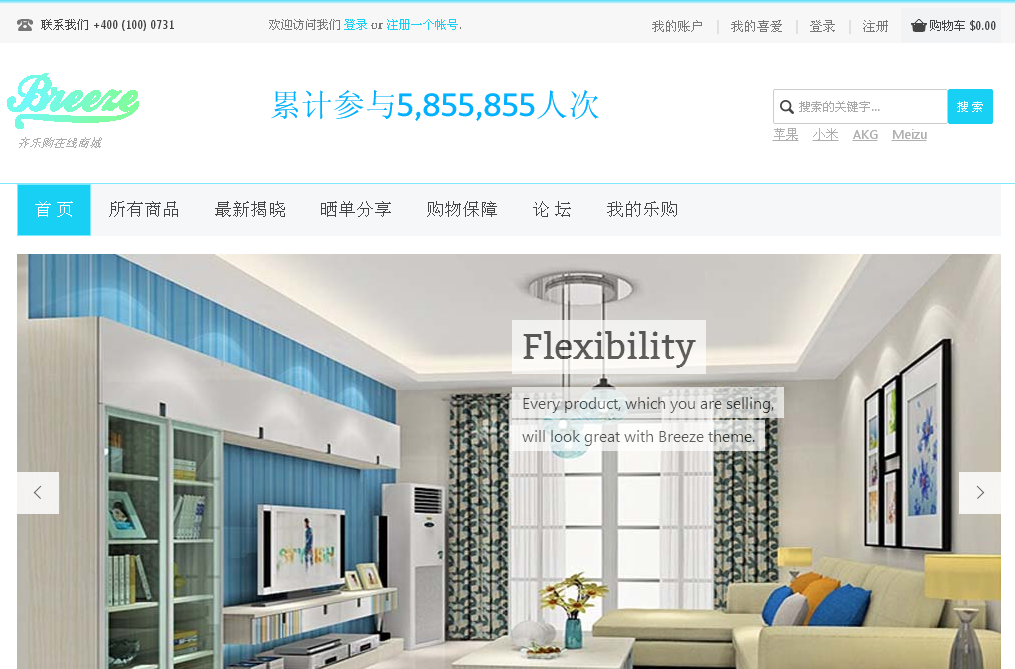 联系我们 +400 (100) 0731
欢迎访问我们 登录 or 注册一个帐号.
我的账户 | 我的喜爱 | 登录 | 注册
购物车 $0.00
Breeze
齐乐购在线商城
累计参与5,855,855人次
搜索的关键字...
搜 索
苹果 小米 AKG Meizu
首 页 所有商品 最新揭晓 晒单分享 购物保障 论 坛 我的乐购
Flexibility
Every product, which you are selling,
will look great with Breeze theme.
STYLISH